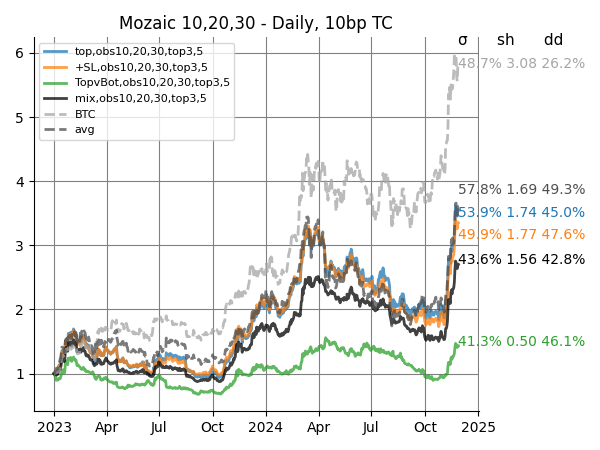 Mozaic 10,20,30 - Daily, 10bp TC
σ sh dd
top,obs10,20,30,top3,5
+SL,obs10,20,30,top3,5
TopvBot,obs10,20,30,top3,5
mix,obs10,20,30,top3,5
BTC
avg
48.7% 3.08 26.2%
57.8% 1.69 49.3%
53.9% 1.74 45.0%
49.9% 1.77 47.6%
43.6% 1.56 42.8%
41.3% 0.50 46.1%
6
5
4
3
2
1
2023 Apr Jul Oct 2024 Apr Jul Oct 2025